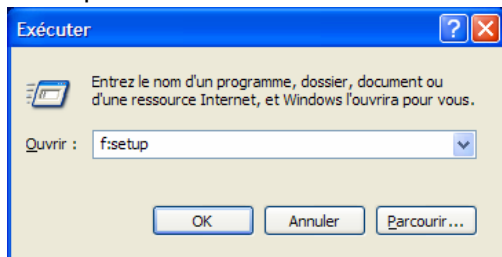 Exécuter
Entrez le nom d'un programme, dossier, document ou
d'une ressource Internet, et Windows l'ouvrira pour vous.
Ouvrir : f:setup
OK Annuler Parcourir...